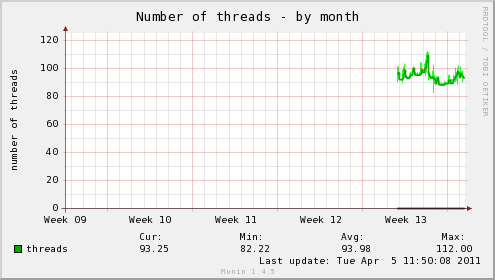 Number of threads - by month
RRDTOOL / TOBI OETIKER
number of threads
120
100
80
60
40
20
0
Week 09 Week 10 Week 11 Week 12 Week 13
Cur: Min: Avg: Max:
threads 93.25 82.22 93.98 112.00
Last update: Tue Apr 5 11:50:08 2011
Munin 1.4.5